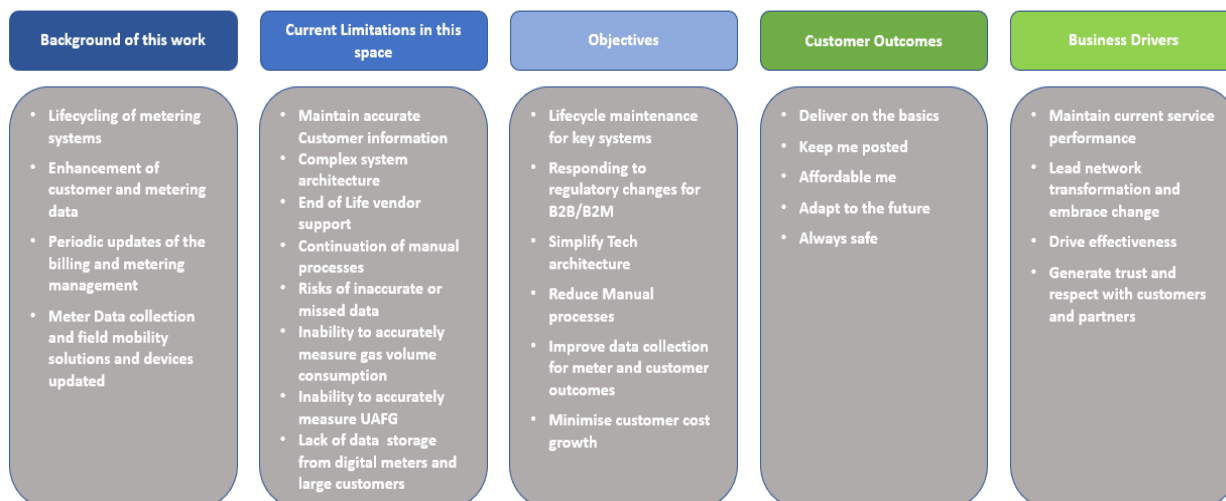 Background of this work
Current Limitations in this
space
Objectives
Customer Outcomes
Business Drivers
• Lifecycling of metering
systems
• Enhancement of
customer and metering
data
• Periodic updates of the
billing and metering
management
• Meter Data collection
and field mobility
solutions and devices
updated
• Maintain accurate
Customer information
• Complex system
architecture
• End of Life vendor
support
• Continuation of manual
processes
• Risks of inaccurate or
missed data
• Inability to accurately
measure gas volume
consumption
• Inability to accurately
measure UAFG
• Lack of data storage
from digital meters and
large customers
• Lifecycle maintenance
for key systems
• Responding to
regulatory changes for
B2B/B2M
• Simplify Tech
architecture
• Reduce Manual
processes
• Improve data collection
for meter and customer
outcomes
• Minimise customer cost
growth
• Deliver on the basics
• Keep me posted
• Affordable me
• Adapt to the future
• Always safe
• Maintain current service
performance
• Lead network
transformation and
embrace change
• Drive effectiveness
• Generate trust and
respect with customers
and partners